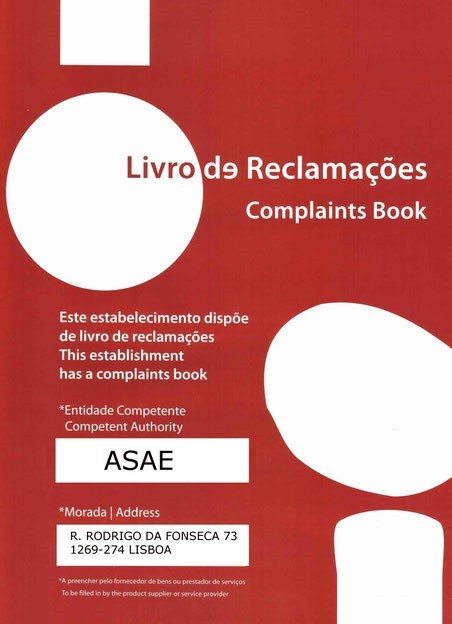 Livro de Reclamações
Complaints Book
Este estabelecimento dispõe
de livro de reclamações
This establishment
has a complaints book
*Entidade Competente
Competent Authority
ASAE
*Morada | Address
R. RODRIGO DA FONSECA 73
1269-274 LISBOA
*A preencher pelo fornecedor de bens ou prestador de serviços
To be filled in by the product supplier or service provider